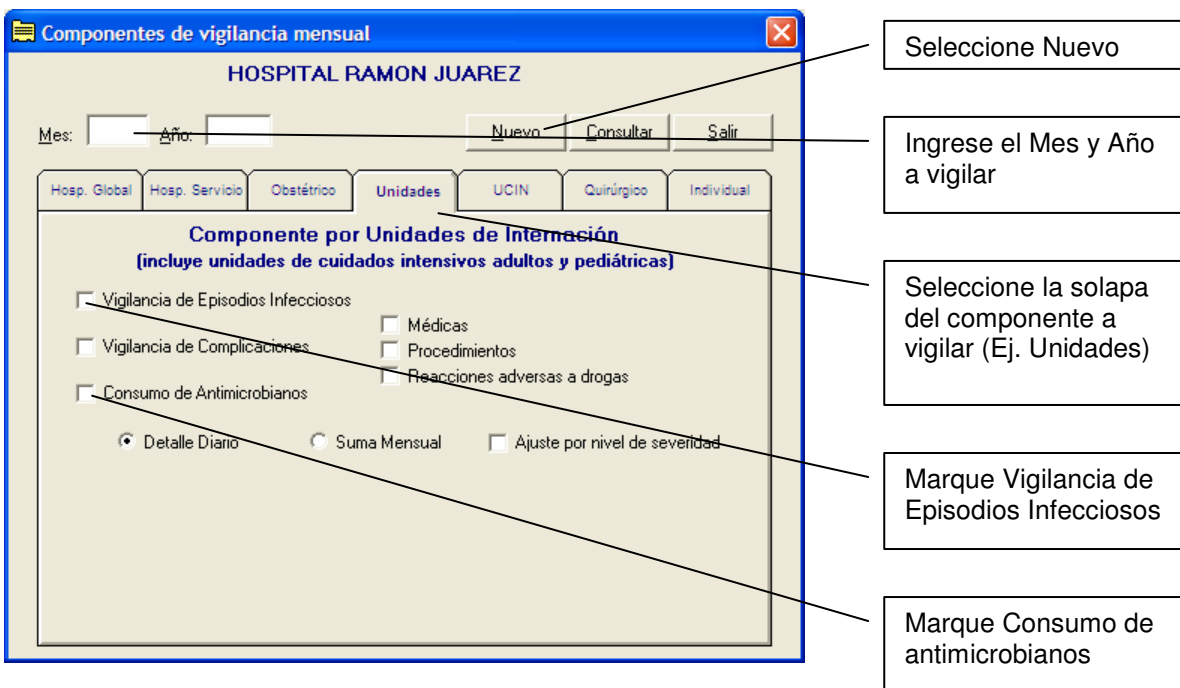 Componentes de vigilancia mensual
HOSPITAL RAMON JUAREZ
Mes: Año: Nuevo Consultar Salir
Hosp. Global Hosp. Servicio Obstétrico Unidades UCIN Quirúrgico Individual
Componente por Unidades de Internación
(incluye unidades de cuidados intensivos adultos y pediátricas)
Vigilancia de Episodios Infecciosos
Médicas
Vigilancia de Complicaciones
Procedimientos
Reacciones adversas a drogas
Consumo de Antimicrobianos
Detalle Diario Suma Mensual Ajuste por nivel de severidad
Seleccione Nuevo
Ingrese el Mes y Año
a vigilar
Seleccione la solapa
del componente a
vigilar (Ej. Unidades)
Marque Vigilancia de
Episodios Infecciosos
Marque Consumo de
antimicrobianos